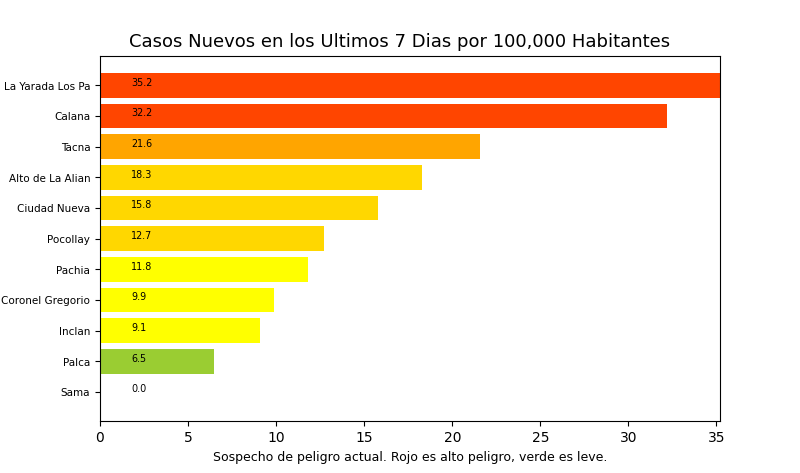 Casos Nuevos en los Ultimos 7 Dias por 100,000 Habitantes
La Yarada Los Pa 35.2
Calana 32.2
Tacna 21.6
Alto de La Alian 18.3
Ciudad Nueva 15.8
Pocollay 12.7
Pachia 11.8
Coronel Gregorio 9.9
Inclan 9.1
Palca 6.5
Sama 0.0
0 5 10 15 20 25 30 35
Sospecho de peligro actual. Rojo es alto peligro, verde es leve.